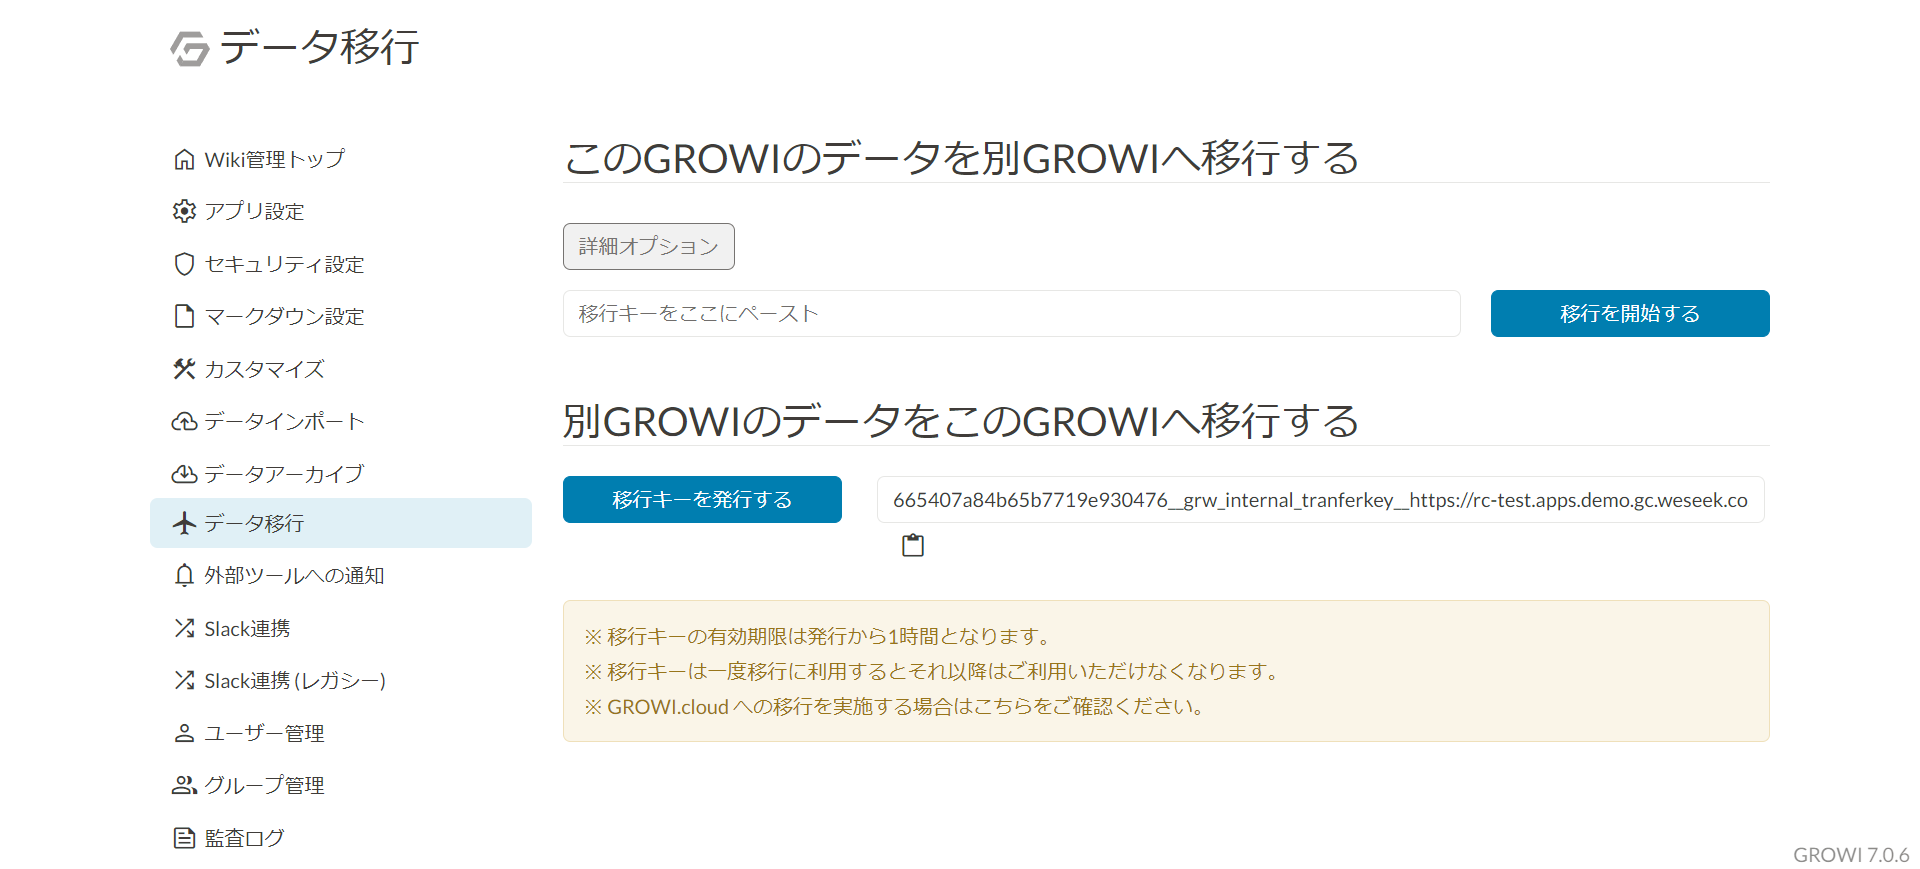 データ移行
Wiki管理トップ
アプリ設定
セキュリティ設定
マークダウン設定
カスタマイズ
データインポート
データアーカイブ
データ移行
外部ツールへの通知
Slack連携
Slack連携 (レガシー)
ユーザー管理
グループ管理
監査ログ
このGROWIのデータを別GROWIへ移行する
詳細オプション
移行キーをここにペースト
移行を開始する
別GROWIのデータをこのGROWIへ移行する
移行キーを発行する
665407a84b65b7719e930476__grw_internal_tranferkey__https://rc-test.apps.demo.gc.weseek.co
※ 移行キーの有効期限は発行から1時間となります。
※ 移行キーは一度移行に利用するとそれ以降はご利用いただけなくなります。
※ GROWI.cloud への移行を実施する場合はこちらをご確認ください。
GROWI 7.0.6